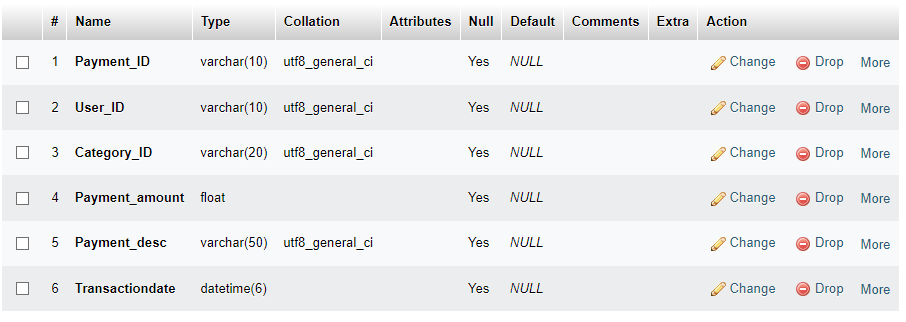 # Name Type Collation Attributes Null Default Comments Extra Action
1 Payment_ID varchar(10) utf8_general_ci Yes NULL Change Drop More
2 User_ID varchar(10) utf8_general_ci Yes NULL Change Drop More
3 Category_ID varchar(20) utf8_general_ci Yes NULL Change Drop More
4 Payment_amount float Yes NULL Change Drop More
5 Payment_desc varchar(50) utf8_general_ci Yes NULL Change Drop More
6 Transactiondate datetime(6) Yes NULL Change Drop More